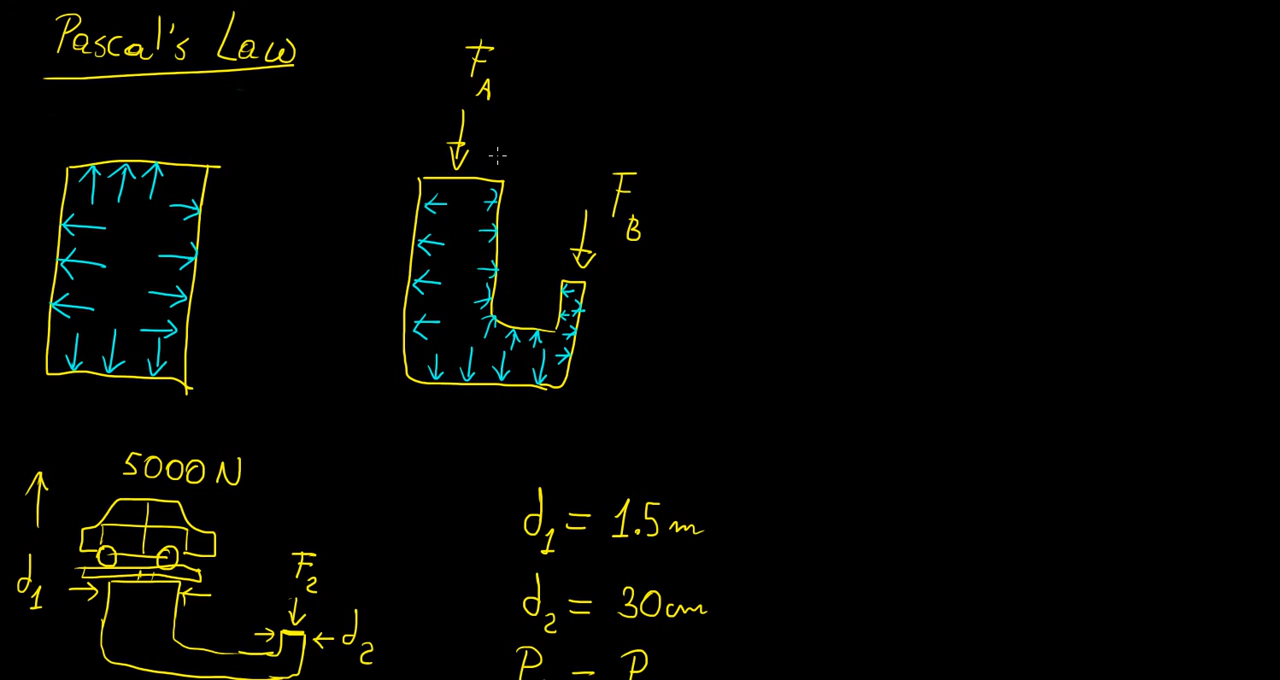 Pascal's Law
F_A
F_B
5000 N
d_1
F_2
d_2
d_1 = 1.5 m
d_2 = 30 cm
P = P